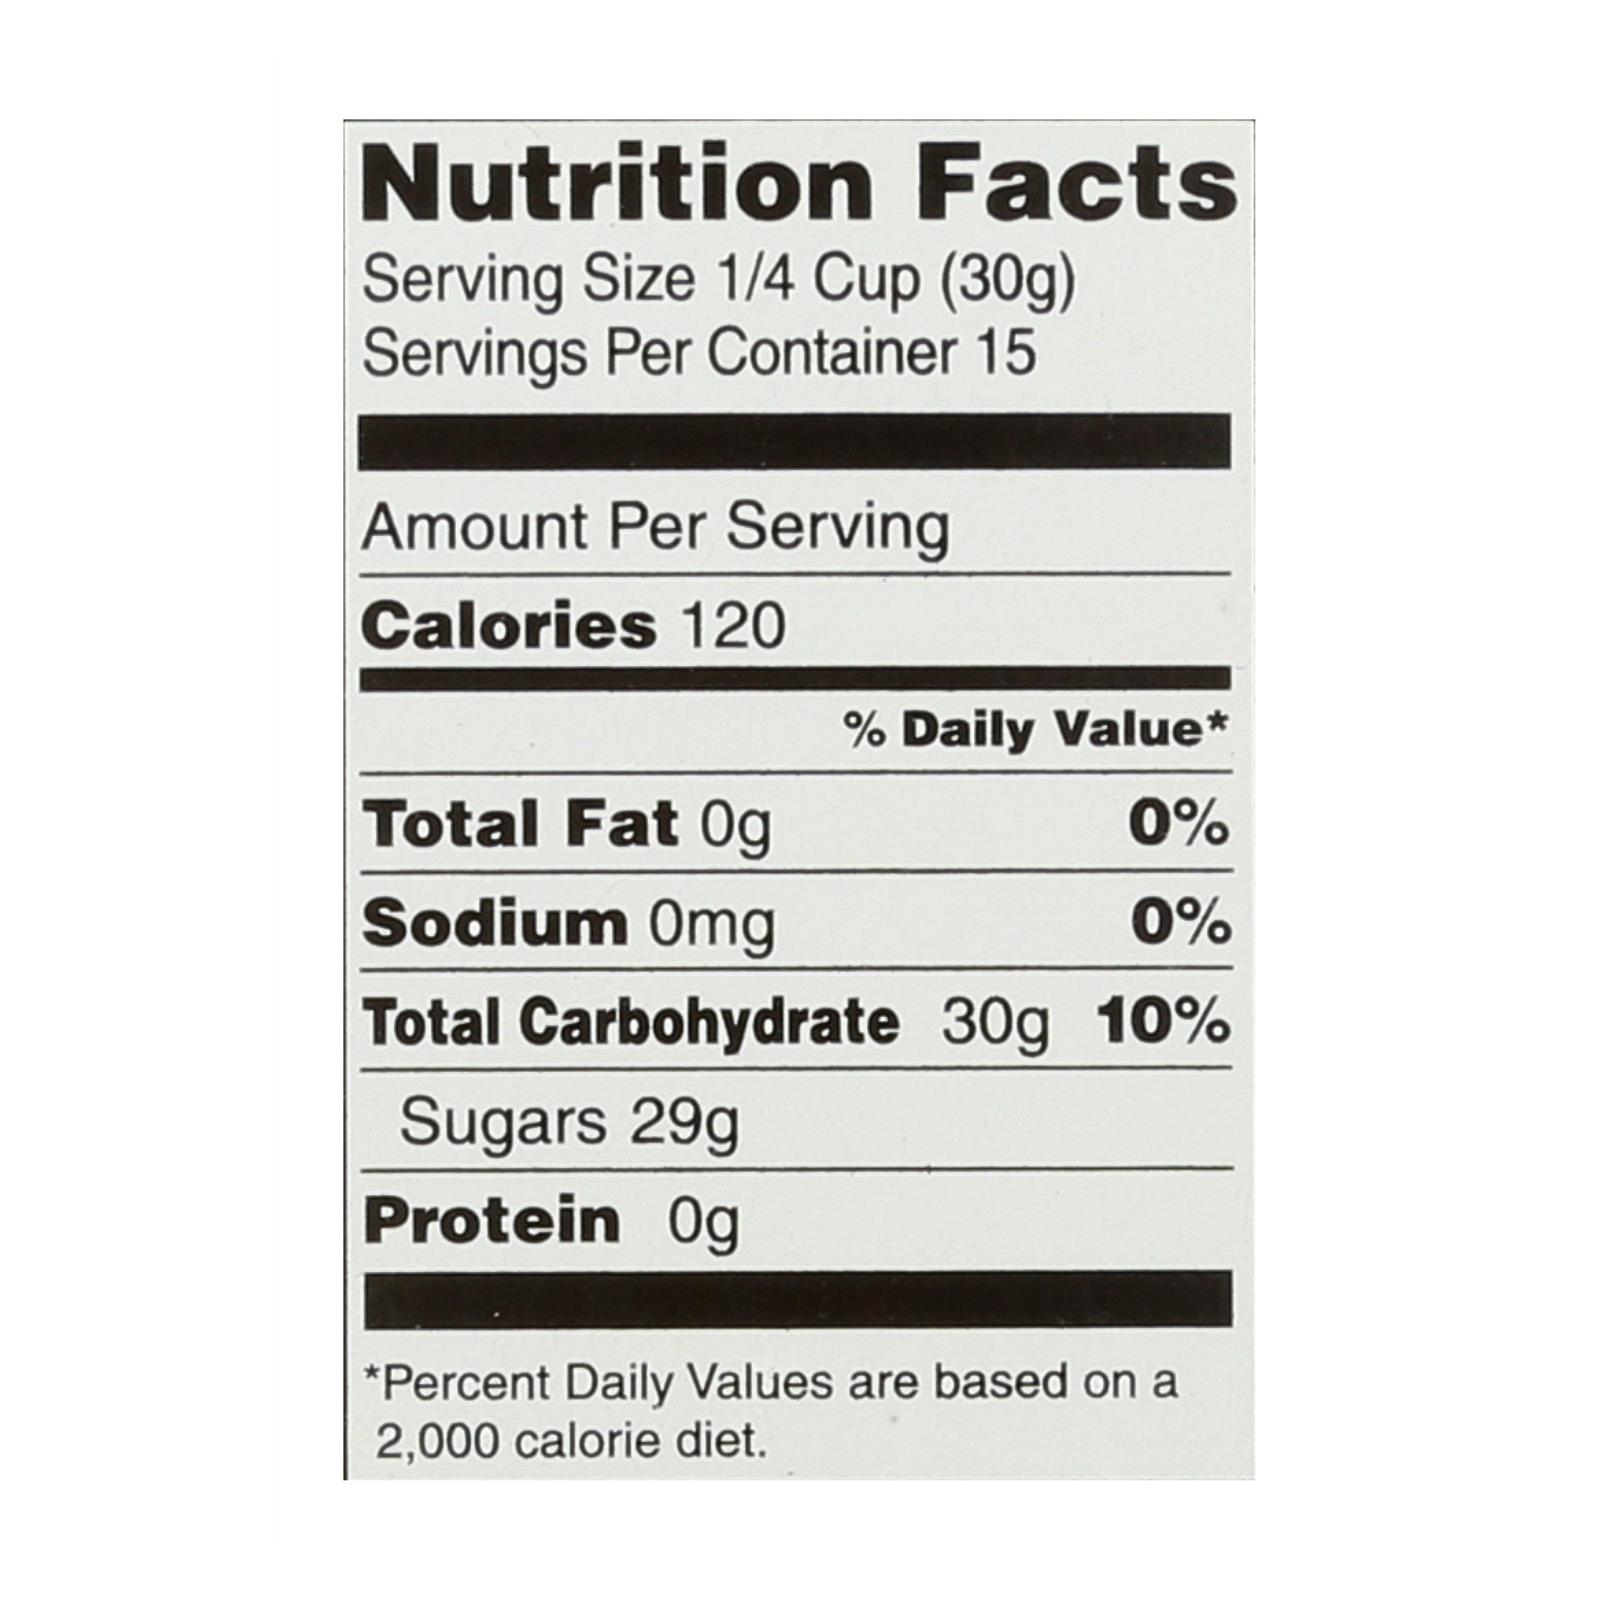 Nutrition Facts
Serving Size 1/4 Cup (30g)
Servings Per Container 15
Amount Per Serving
Calories 120
% Daily Value*
Total Fat 0g 0%
Sodium 0mg 0%
Total Carbohydrate 30g 10%
Sugars 29g
Protein 0g
*Percent Daily Values are based on a
2,000 calorie diet.